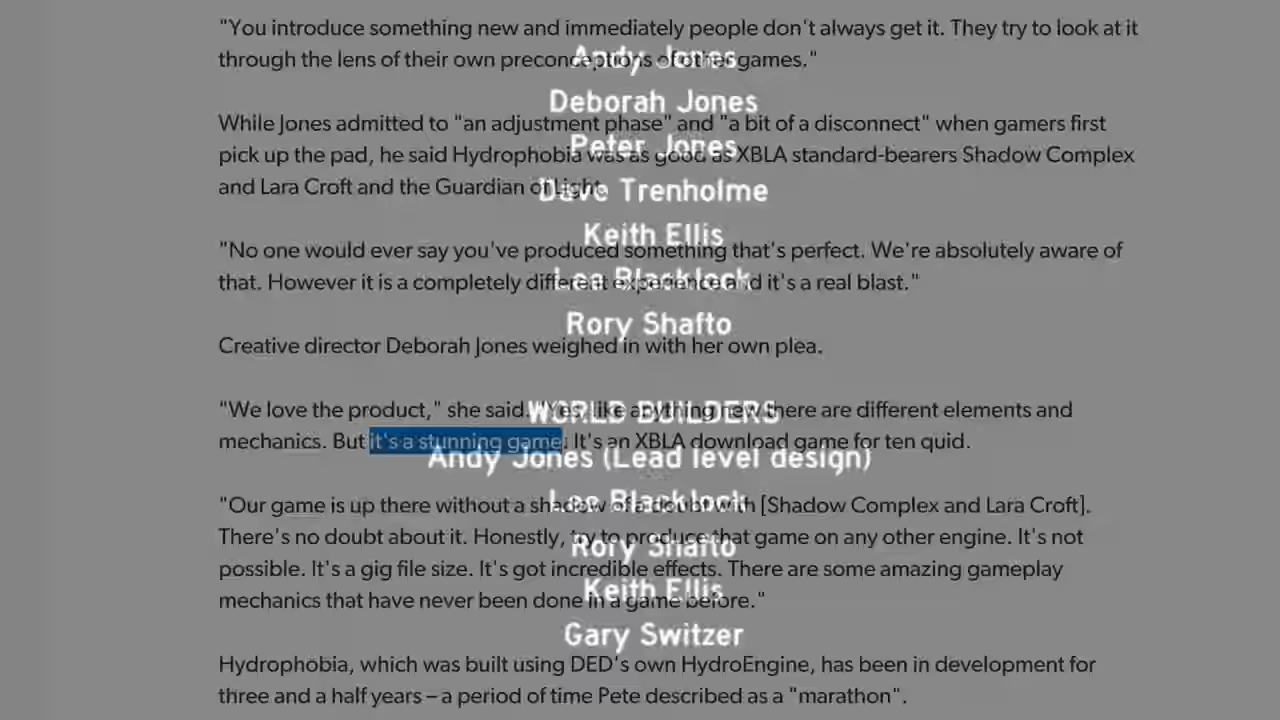 "You introduce something new and immediately people don't always get it. They try to look at it
through the lens of their own preconceptions of other games."
While Jones admitted to "an adjustment phase" and "a bit of a disconnect" when gamers first
pick up the pad, he said Hydrophobia was as good as XBLA standard-bearers Shadow Complex
and Lara Croft and the Guardian of Light.
"No one would ever say you've produced something that's perfect. We're absolutely aware of
that. However it is a completely different experience and it's a real blast."
Creative director Deborah Jones weighed in with her own plea.
"We love the product," she said. "Yes, like anything new there are different elements and
mechanics. But it's a stunning game. It's an XBLA download game for ten quid.
"Our game is up there without a shadow of a doubt with [Shadow Complex and Lara Croft].
There's no doubt about it. Honestly, try to produce that game on any other engine. It's not
possible. It's a gig file size. It's got incredible effects. There are some amazing gameplay
mechanics that have never been done in a game before."
Hydrophobia, which was built using DED's own HydroEngine, has been in development for
three and a half years – a period of time Pete described as a "marathon".
Andy Jones
Deborah Jones
Peter Jones
Dave Trenholme
Keith Ellis
Lee Blacklock
Rory Shafto
WORLD BUILDERS
Andy Jones (Lead level design)
Lee Blacklock
Rory Shafto
Keith Ellis
Gary Switzer